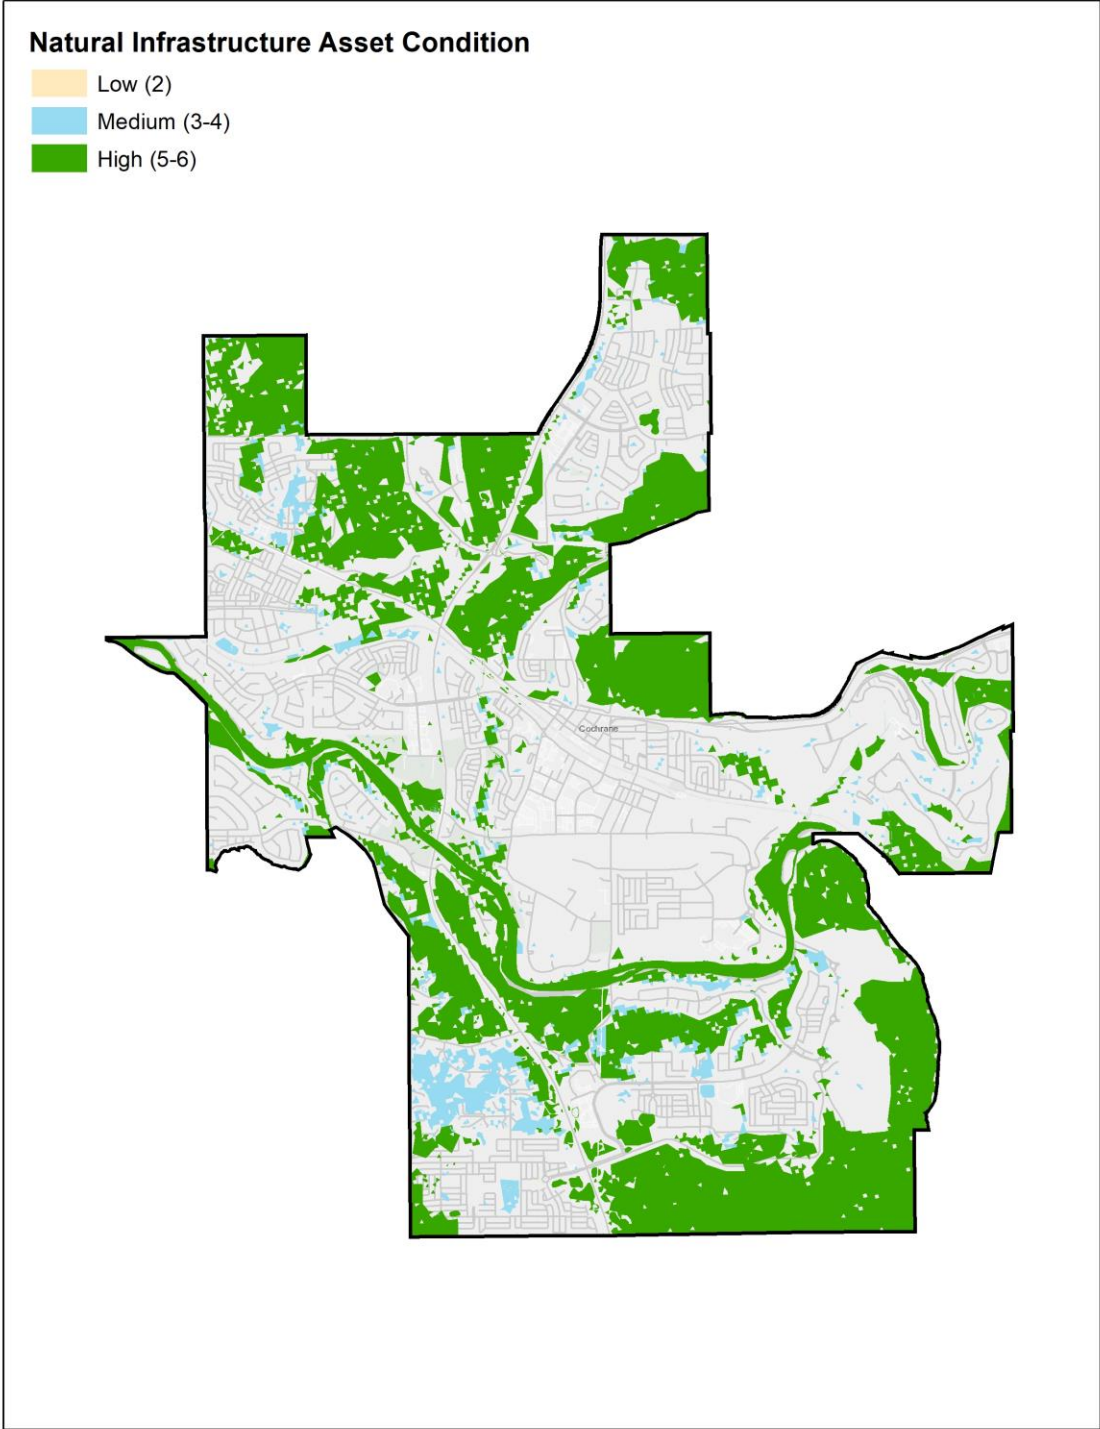 Natural Infrastructure Asset Condition
Low (2)
Medium (3-4)
High (5-6)
Cochrane